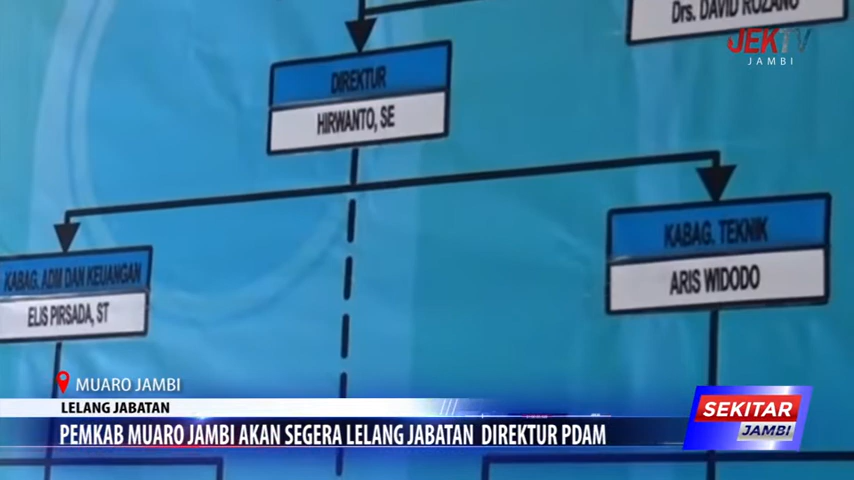 Drs. DAVID ROZANO
JEKTV
JAMBI
DIREKTUR
HIRWANTO, SE
KABAG. TEKNIK
ARIS WIDODO
KABAG. ADM DAN KEUANGAN
ELIS PIRSADA, ST
MUARO JAMBI
LELANG JABATAN
PEMKAB MUARO JAMBI AKAN SEGERA LELANG JABATAN DIREKTUR PDAM
SEKITAR
JAMBI